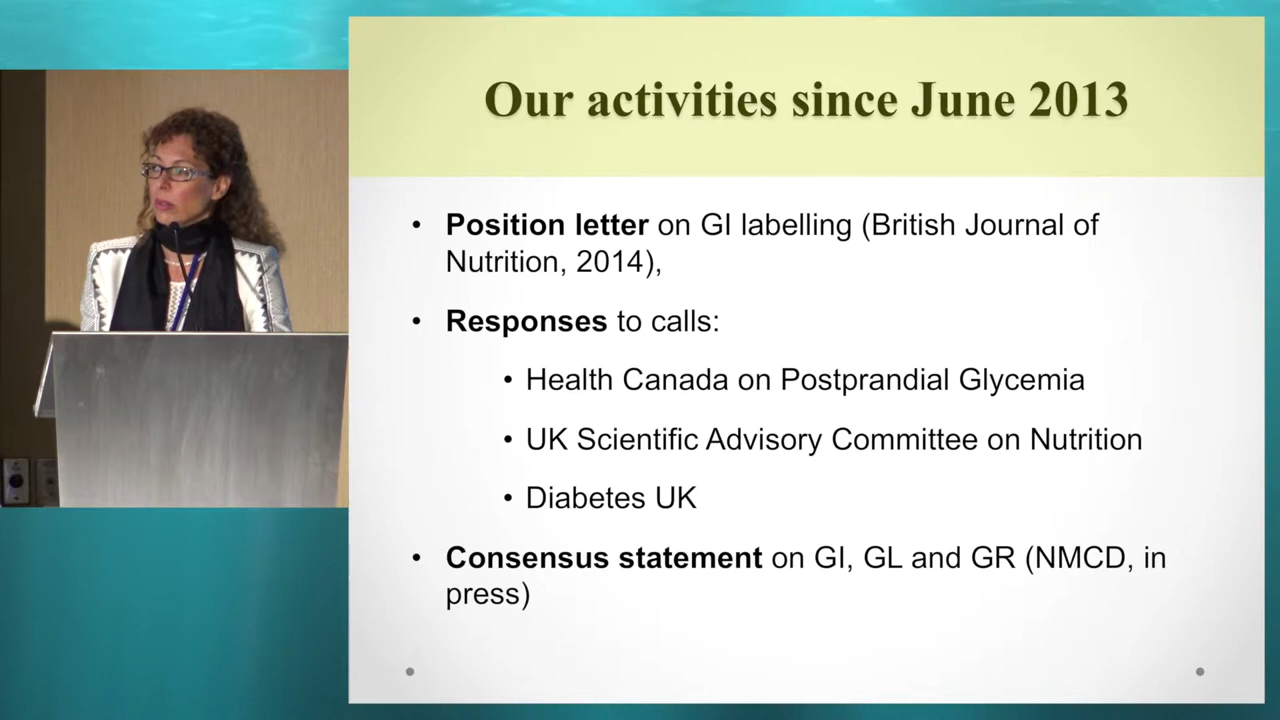 Our activities since June 2013
• Position letter on GI labelling (British Journal of
Nutrition, 2014),
• Responses to calls:
• Health Canada on Postprandial Glycemia
• UK Scientific Advisory Committee on Nutrition
• Diabetes UK
• Consensus statement on GI, GL and GR (NMCD, in
press)